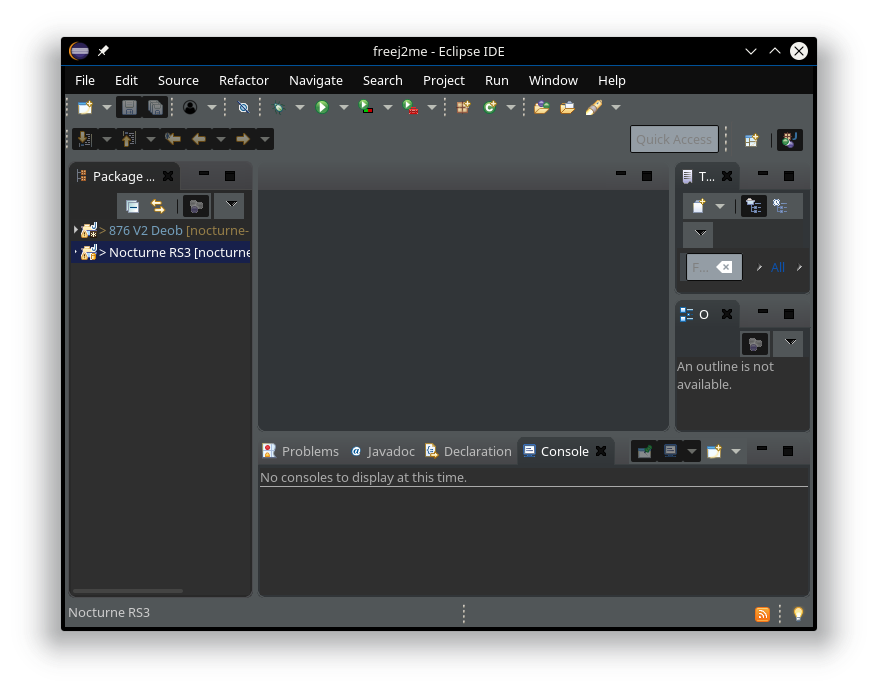 freej2me - Eclipse IDE
File Edit Source Refactor Navigate Search Project Run Window Help
Quick Access
Package ...
> 876 V2 Deob [nocturne-
> Nocturne RS3 [nocturne
T...
F...
All
O
An outline is not
available.
Problems @ Javadoc Declaration Console
No consoles to display at this time.
Nocturne RS3